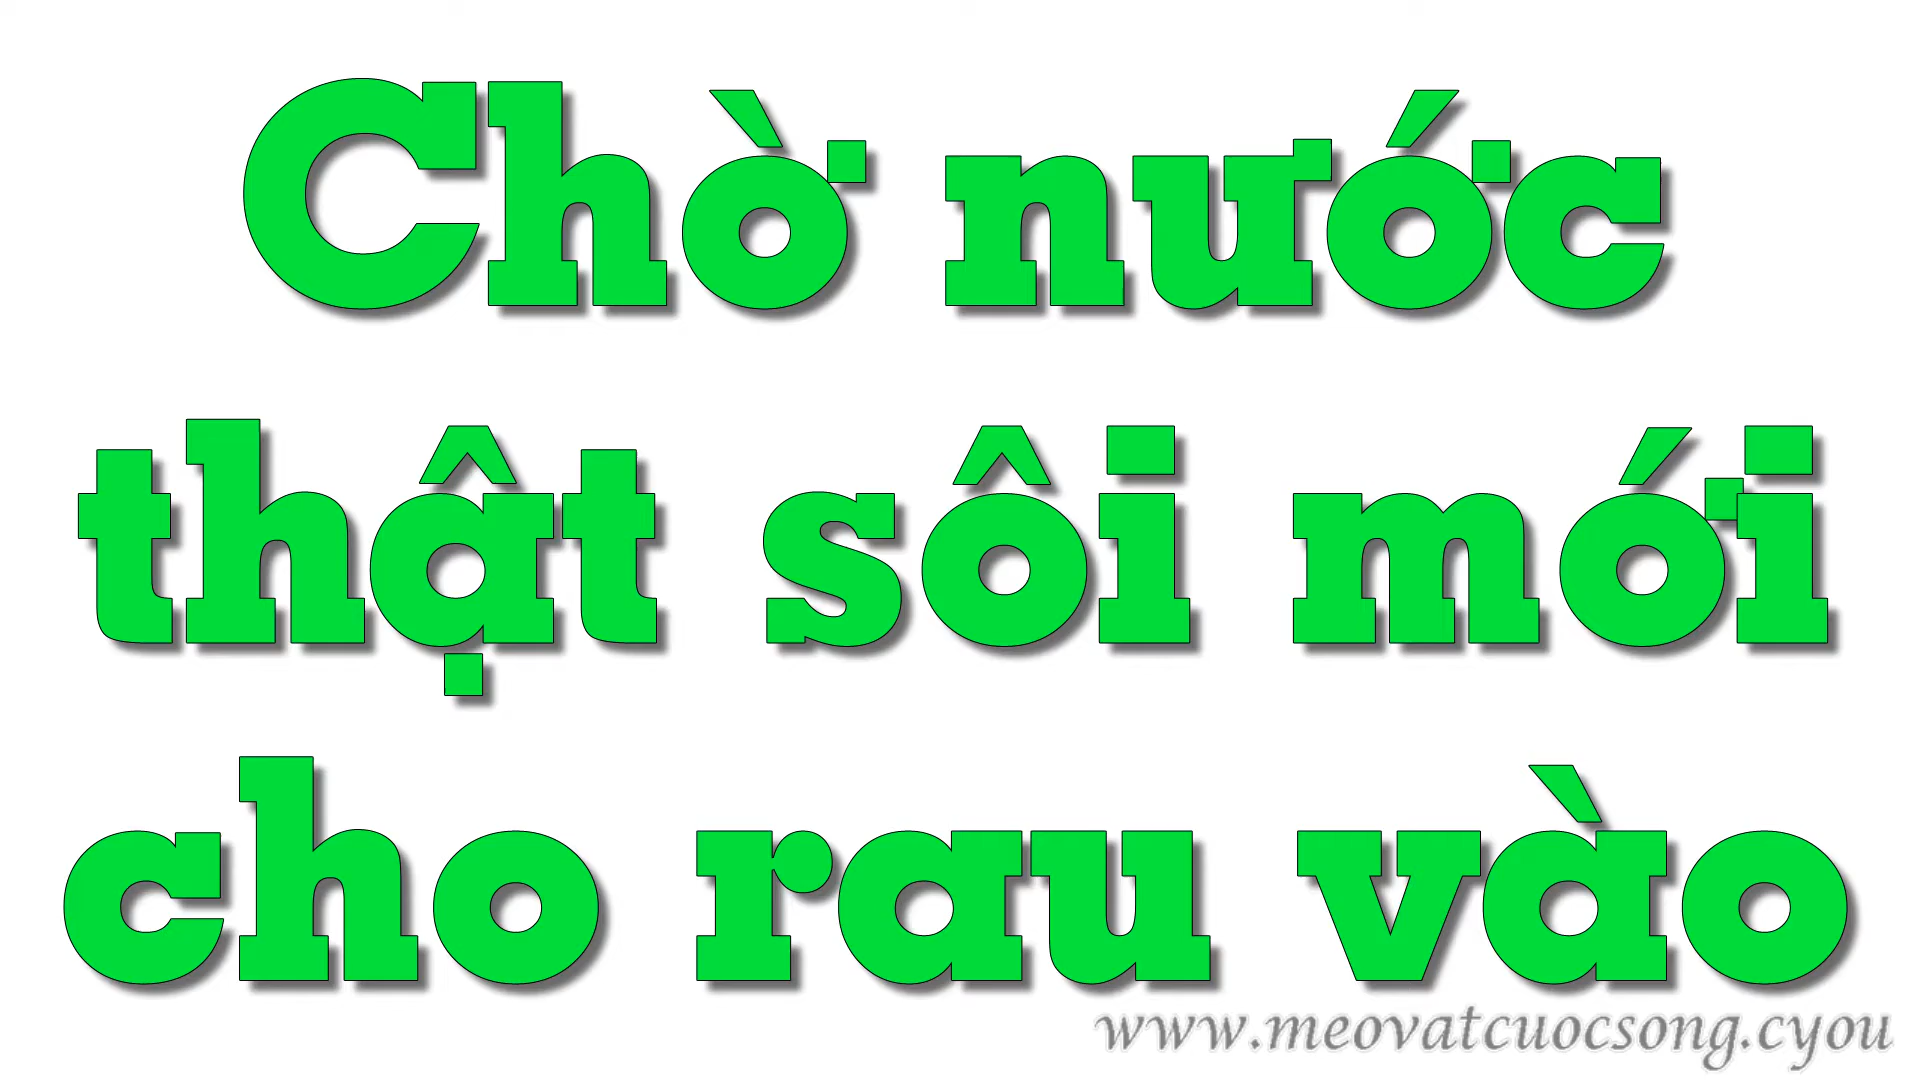 Chờ nước
thật sôi mới
cho rau vào
www.meovatcuocsong.cyou